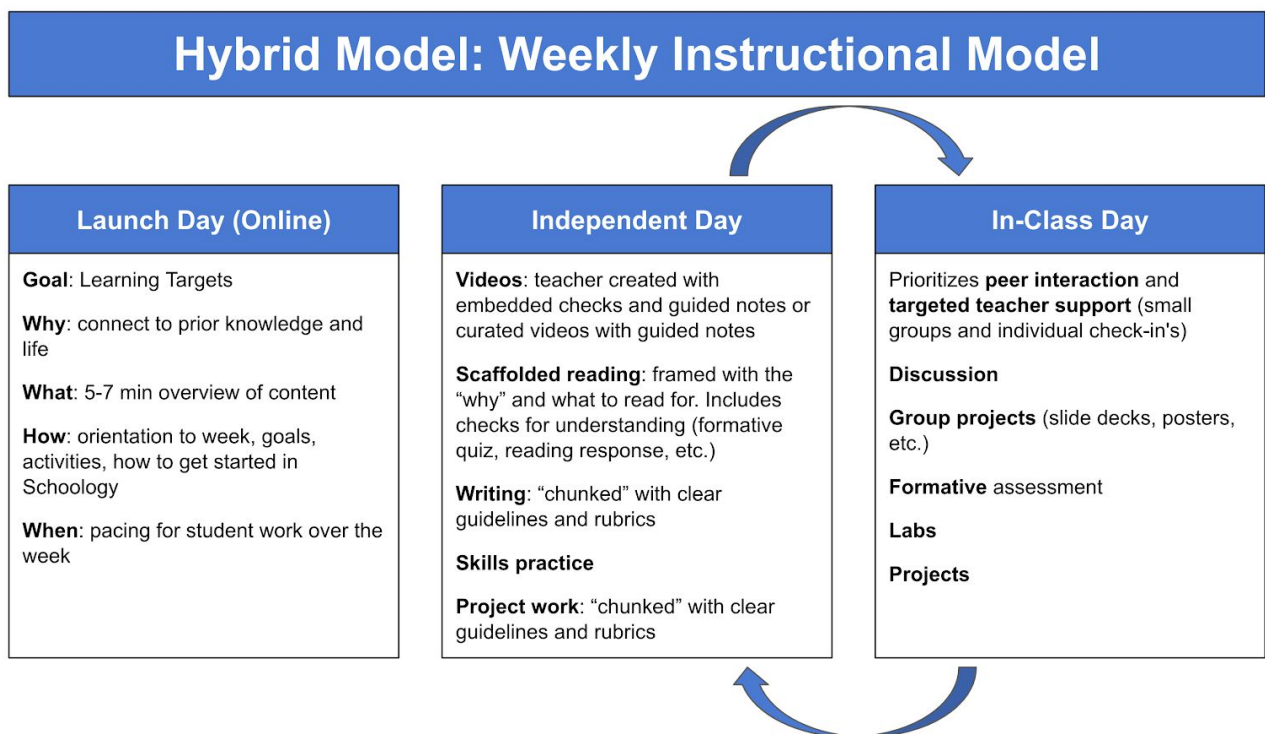 Hybrid Model: Weekly Instructional Model
Launch Day (Online)
Goal: Learning Targets
Why: connect to prior knowledge and
life
What: 5-7 min overview of content
How: orientation to week, goals,
activities, how to get started in
Schoology
When: pacing for student work over the
week
Independent Day
Videos: teacher created with
embedded checks and guided notes or
curated videos with guided notes
Scaffolded reading: framed with the
“why” and what to read for. Includes
checks for understanding (formative
quiz, reading response, etc.)
Writing: “chunked” with clear
guidelines and rubrics
Skills practice
Project work: “chunked” with clear
guidelines and rubrics
In-Class Day
Prioritizes peer interaction and
targeted teacher support (small
groups and individual check-in's)
Discussion
Group projects (slide decks, posters,
etc.)
Formative assessment
Labs
Projects